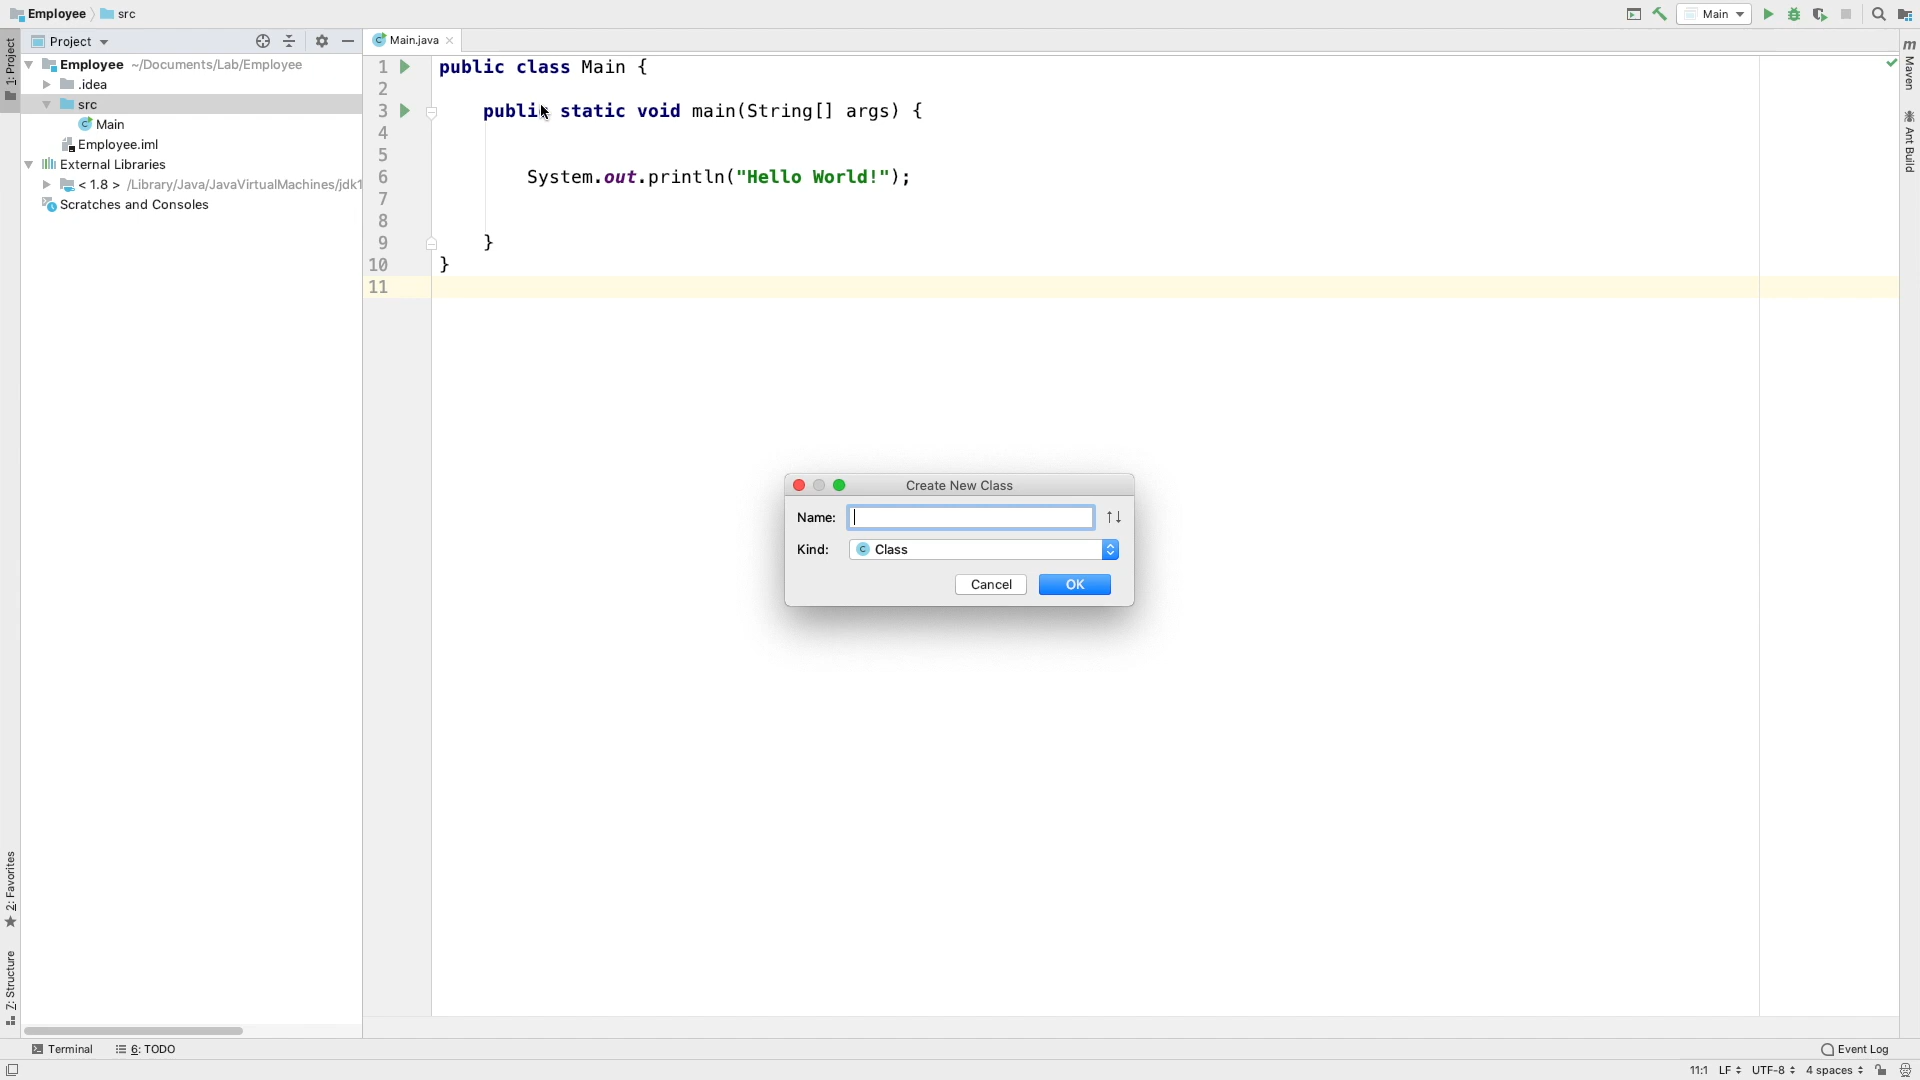 Employee src
Main
1: Project
Project
Main.java
Employee ~/Documents/Lab/Employee
.idea
src
Main
Employee.iml
External Libraries
< 1.8 > /Library/Java/JavaVirtualMachines/jdk1
Scratches and Consoles
1 public class Main {
2
3 public static void main(String[] args) {
4
5
6 System.out.println("Hello World!");
7
8
9 }
10 }
11
Create New Class
Name:
Kind: C Class
Cancel OK
m Maven
Ant Build
2: Favorites
7: Structure
Terminal 6: TODO Event Log
11:1 LF UTF-8 4 spaces